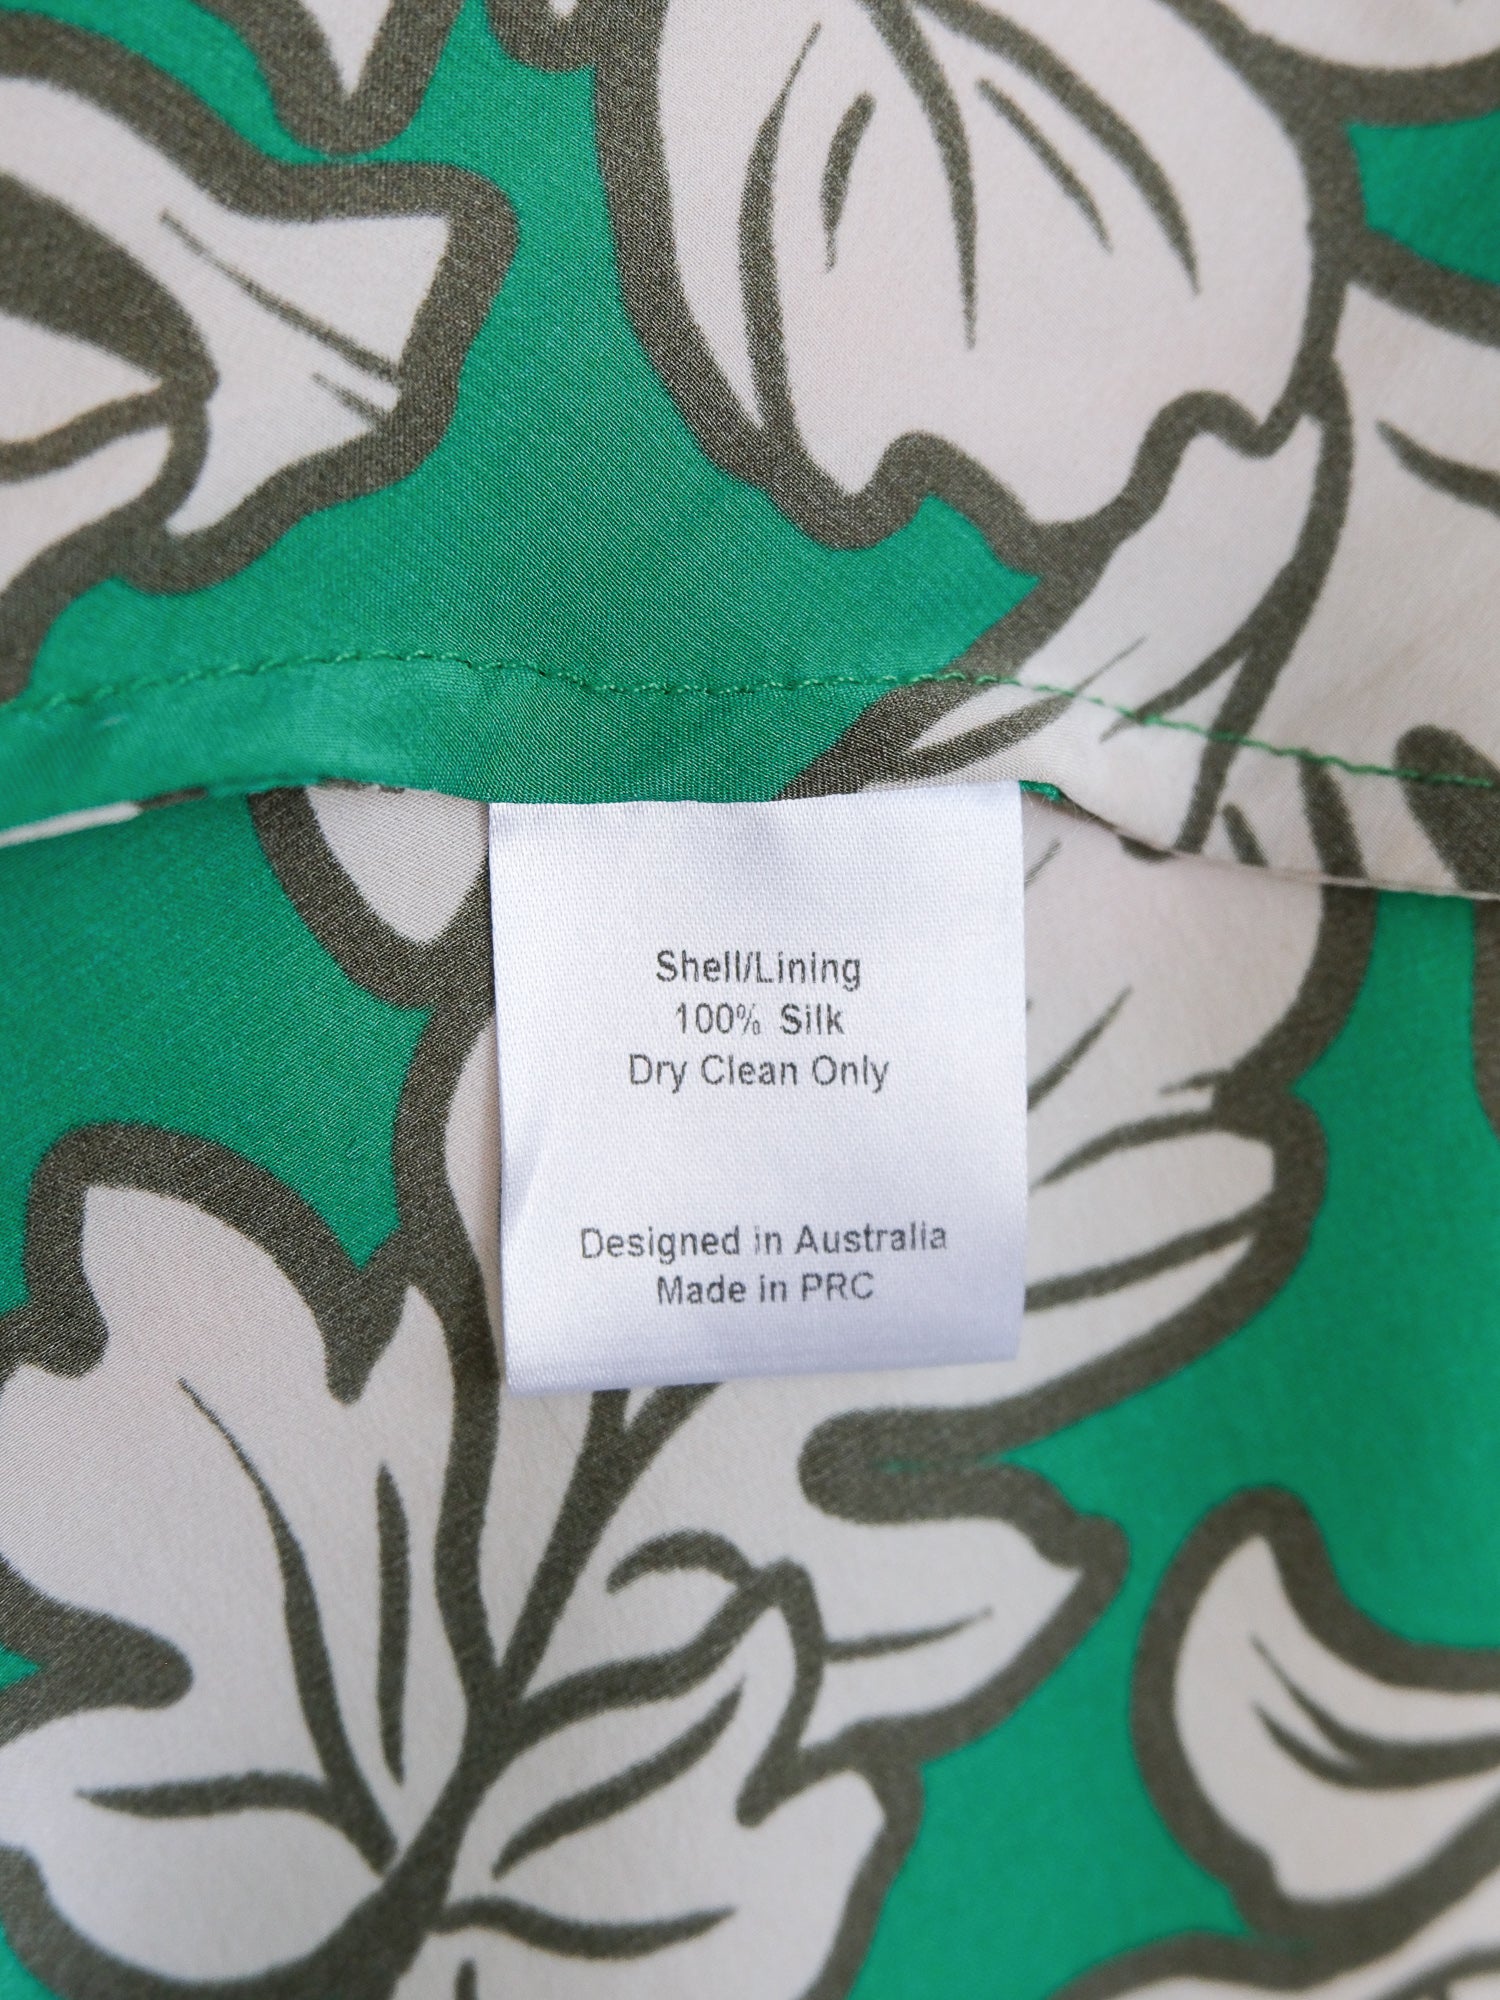 Shell/Lining
100% Silk
Dry Clean Only
Designed in Australia
Made in PRC